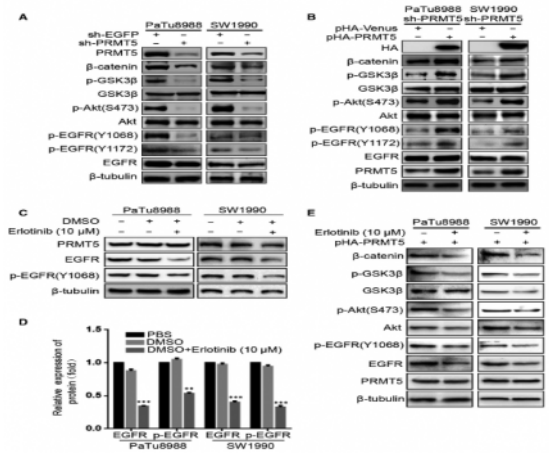 A
PaTu8988 SW1990
sh-EGFP + - + -
sh-PRMT5 - + - +
PRMT5
β-catenin
p-GSK3β
GSK3β
p-Akt(S473)
Akt
p-EGFR(Y1068)
p-EGFR(Y1172)
EGFR
β-tubulin
B
PaTu8988 SW1990
sh-PRMT5 sh-PRMT5
pHA-Venus + - + -
pHA-PRMT5 - + - +
HA
β-catenin
p-GSK3β
GSK3β
p-Akt(S473)
Akt
p-EGFR(Y1068)
p-EGFR(Y1172)
EGFR
PRMT5
β-tubulin
C
PaTu8988 SW1990
DMSO - + + - + +
Erlotinib (10 μM) - - + - - +
PRMT5
EGFR
p-EGFR(Y1068)
β-tubulin
D
PBS
DMSO
DMSO+Erlotinib (10 μM)
Relative expression of
protein (fold)
1.5
1.0
0.5
0.0
*** ** *** ***
EGFR p-EGFR EGFR p-EGFR
PaTu8988 SW1990
E
PaTu8988 SW1990
Erlotinib (10 μM) - + - +
pHA-PRMT5 + + + +
β-catenin
p-GSK3β
GSK3β
p-Akt(S473)
Akt
p-EGFR(Y1068)
EGFR
PRMT5
β-tubulin